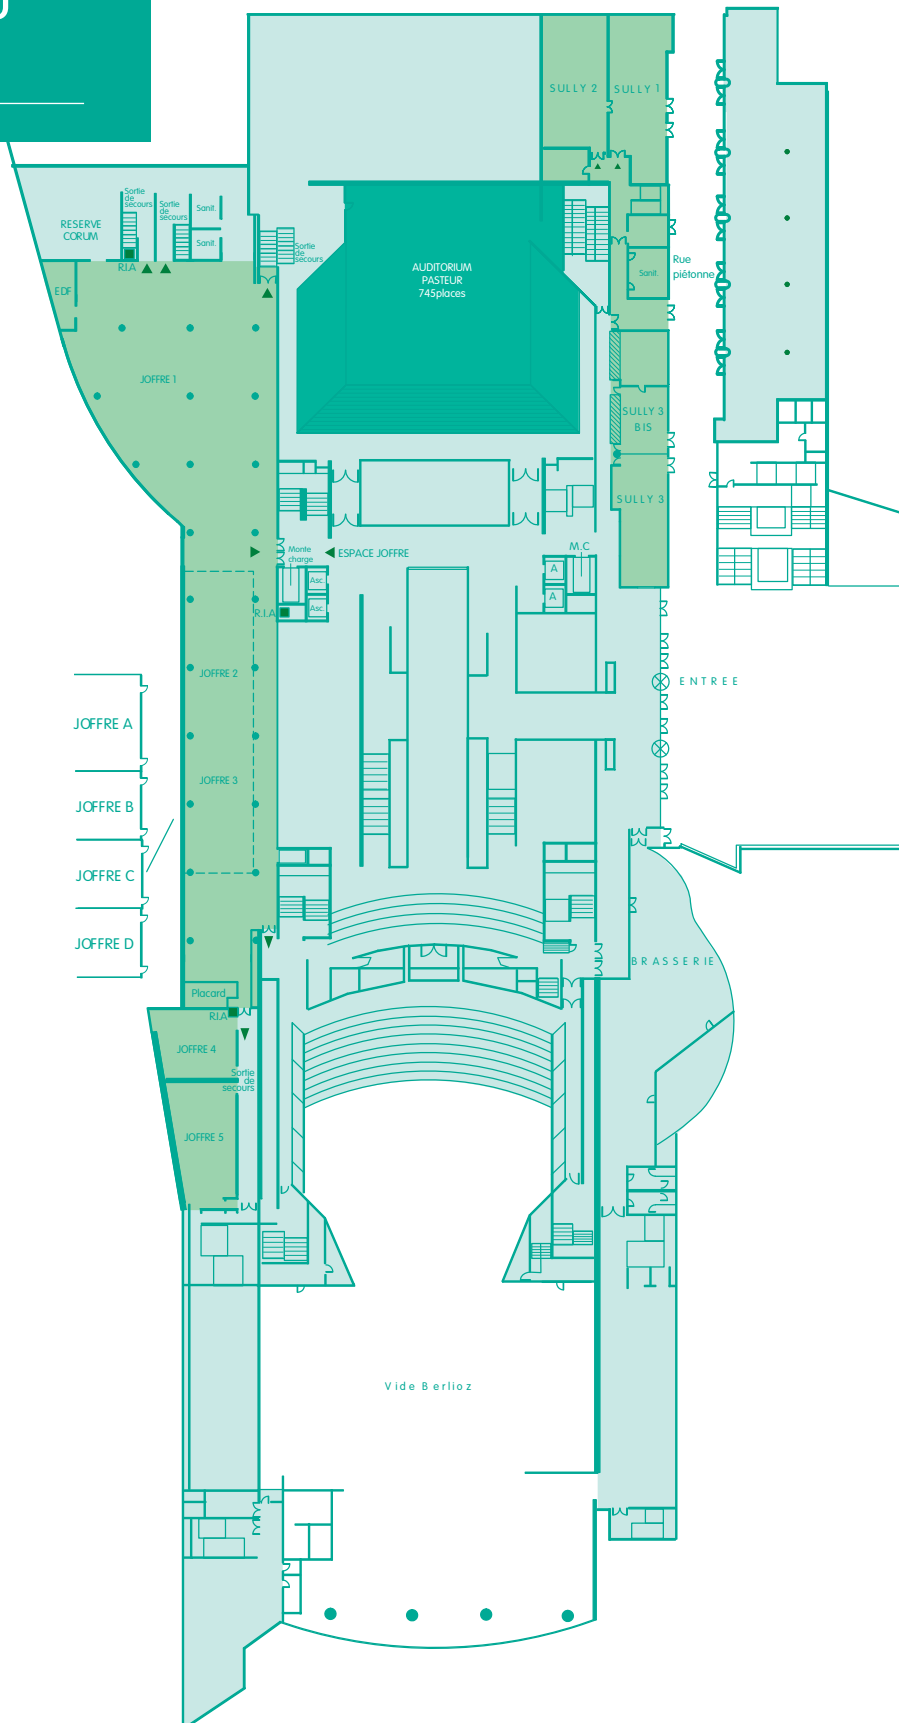 SULLY 2
SULLY 1
Sortie
de
secours
Sortie
de
secours
Sanit.
Sanit.
RESERVE
CORUM
Sortie
de
secours
R.I.A
EDF
AUDITORIUM
PASTEUR
745places
Sanit.
Rue
piétonne
JOFFRE 1
SULLY 3
BIS
SULLY 3
Monte
charge
ESPACE JOFFRE
M.C
Asc.
A
Asc.
A
R.I.A
JOFFRE 2
ENTREE
JOFFRE A
JOFFRE 3
JOFFRE B
JOFFRE C
JOFFRE D
BRASSERIE
Placard
R.I.A
JOFFRE 4
Sortie
de
secours
JOFFRE 5
Vide Berlioz